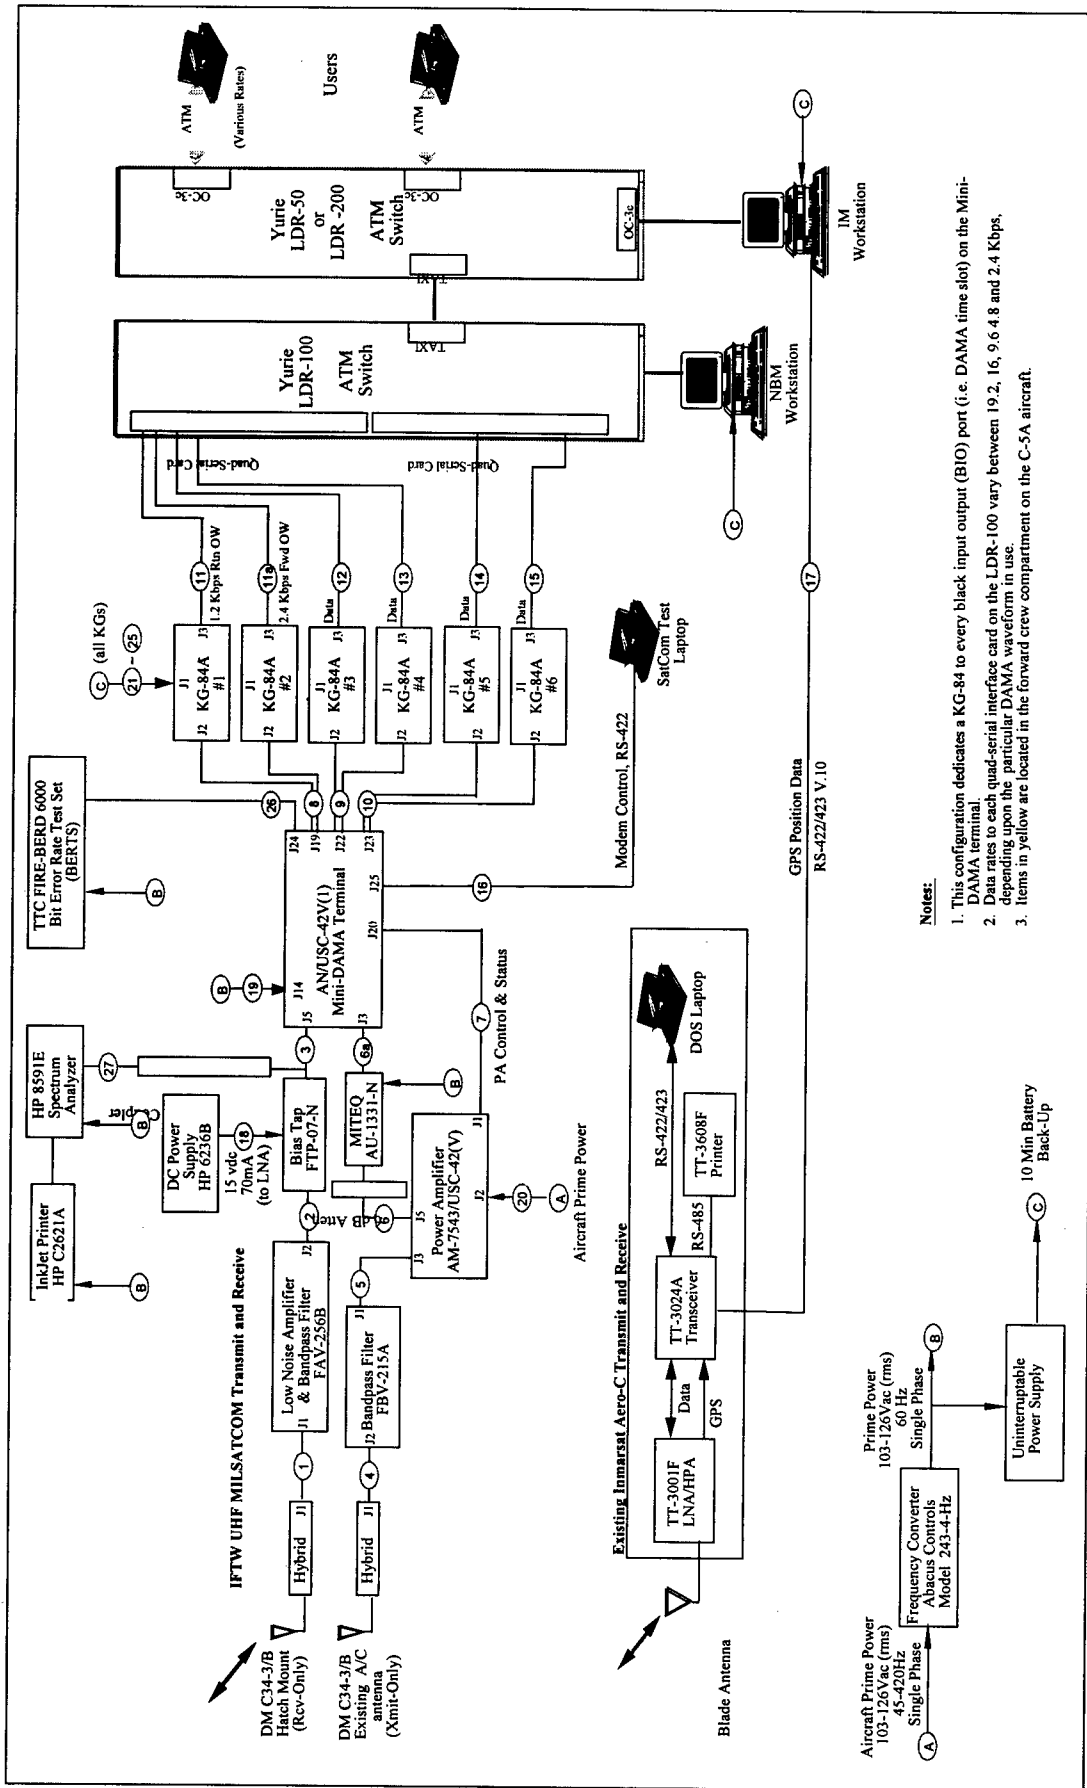 InkJet Printer
HP C2621A
B
HP 8591E
Spectrum
Analyzer
B
27
Coupler
TTC FIRE-BERD 6000
Bit Error Rate Test Set
(BERTS)
B
26
DC Power
Supply
HP 6236B
15 vdc
70mA
(to LNA)
18
IFTW UHF MILSATCOM Transmit and Receive
DM C34-3/B
Hatch Mount
(Rcv-Only)
Hybrid
J1
1
J1
Low Noise Amplifier
& Bandpass Filter
FAV-256B
J2
2
Bias Tap
FTP-07-N
3
DM C34-3/B
Existing A/C
antenna
(Xmit-Only)
Hybrid
J1
4
J2
Bandpass Filter
FBV-215A
J1
5
J3
J5
Power Amplifier
AM-7543/USC-42(V)
J2
J1
6
dB Atten
MITEQ
AU-1331-N
6a
B
20
A
Aircraft Prime Power
7
PA Control & Status
B
19
J14
J5
J3
AN/USC-42V(1)
Mini-DAMA Terminal
J24
J19
J22
J23
J25
J20
8
9
10
16
Modem Control, RS-422
SatCom Test
Laptop
C
(all KGs)
21
-
25
J1
KG-84A
#1
J2
J3
11
1.2 Kbps Rtn OW
J1
KG-84A
#2
J2
J3
11a
2.4 Kbps Fwd OW
J1
KG-84A
#3
J2
J3
Data
12
J1
KG-84A
#4
J2
J3
Data
13
J1
KG-84A
#5
J2
J3
Data
14
J1
KG-84A
#6
J2
J3
Data
15
Quad-Serial Card
Quad-Serial Card
Yurie
LDR-100
ATM
Switch
TAXI
NBM
Workstation
C
Yurie
LDR-50
or
LDR -200
ATM
Switch
TAXI
OC-3c
OC-3c
OC-3c
ATM
(Various Rates)
Users
ATM
IM
Workstation
C
Existing Inmarsat Aero-C Transmit and Receive
Blade Antenna
TT-3001F
LNA/HPA
Data
GPS
TT-3024A
Transceiver
RS-485
TT-3608F
Printer
RS-422/423
DOS Laptop
GPS Position Data
RS-422/423 V.10
17
Aircraft Prime Power
103-126Vac (rms)
45-420Hz
Single Phase
A
Frequency Converter
Abacus Controls
Model 243-4-Hz
Prime Power
103-126Vac (rms)
60 Hz
Single Phase
B
Uninterruptable
Power Supply
C
10 Min Battery
Back-Up
Notes:
1. This configuration dedicates a KG-84 to every black input output (BIO) port (i.e. DAMA time slot) on the Mini-
DAMA terminal.
2. Data rates to each quad-serial interface card on the LDR-100 vary between 19.2, 16, 9.6 4.8 and 2.4 Kbps,
depending upon the particular DAMA waveform in use.
3. Items in yellow are located in the forward crew compartment on the C-5A aircraft.